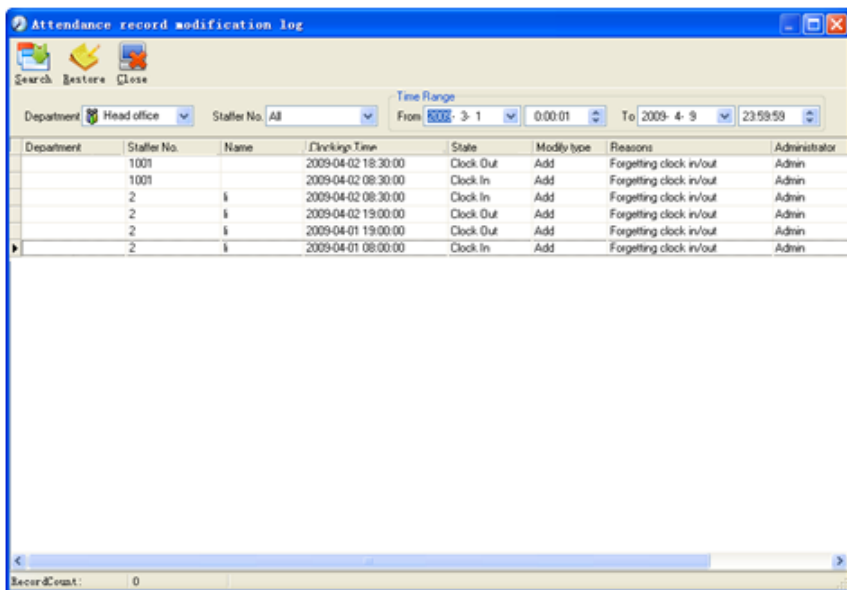 Attendance record modification log
Search Restore Close
Time Range
Department Head office Staffer No. All From 2009- 3- 1 0:00:01 To 2009- 4- 9 23:59:59
Department Staffer No. Name Clocking Time State Modify type Reasons Administrator
1001 2009-04-02 18:30:00 Clock Out Add Forgetting clock in/out Admin
1001 2009-04-02 08:30:00 Clock In Add Forgetting clock in/out Admin
2 li 2009-04-02 08:30:00 Clock In Add Forgetting clock in/out Admin
2 li 2009-04-02 19:00:00 Clock Out Add Forgetting clock in/out Admin
2 li 2009-04-01 19:00:00 Clock Out Add Forgetting clock in/out Admin
2 li 2009-04-01 08:00:00 Clock In Add Forgetting clock in/out Admin
RecordCount: 0